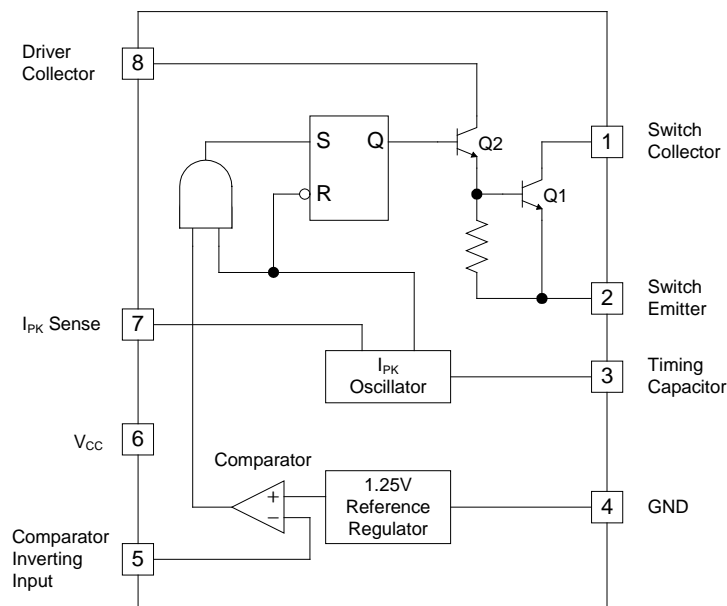 Driver
Collector
8
S
Q
R
Q2
Q1
1
Switch
Collector
2
Switch
Emitter
IPK Sense
7
IPK
Oscillator
3
Timing
Capacitor
VCC
6
Comparator
+
−
1.25V
Reference
Regulator
4
GND
Comparator
Inverting
Input
5